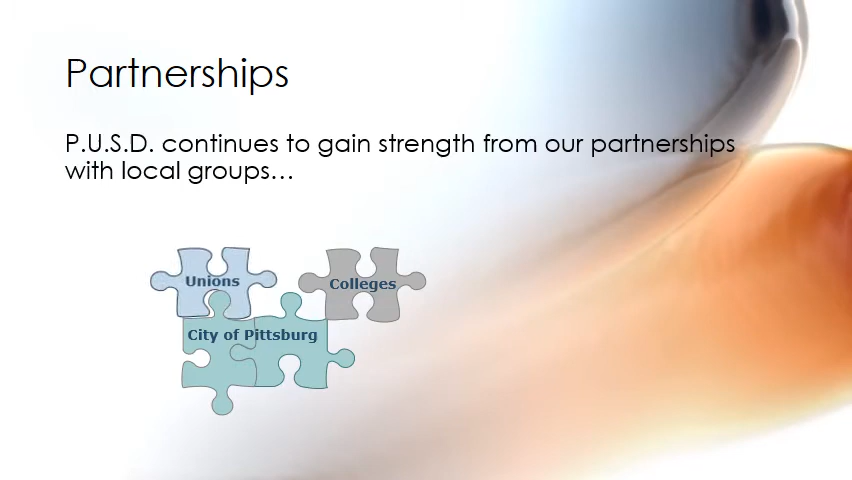 Partnerships
P.U.S.D. continues to gain strength from our partnerships
with local groups…
Unions
Colleges
City of Pittsburg